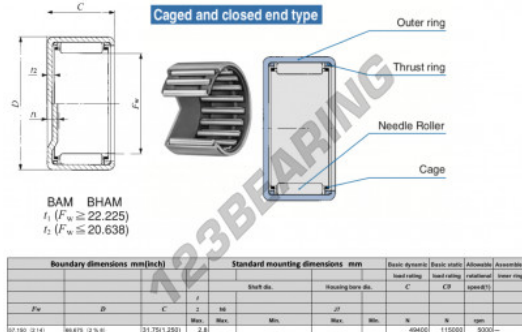 C
Caged and closed end type
Outer ring
Thrust ring
t₂
D
Fw
t₁
Needle Roller
Cage
BAM BHAM
t₁ (Fw ≧ 22.225)
t₂ (Fw ≦ 20.638)
123BEARING
Boundary dimensions mm(inch) Standard mounting dimensions mm Basic dynamic Basic static Allowable Assembled
load rating load rating rotational inner ring
Shaft dia. Housing bore dia. C C0 speed(1)
t
Fw D C
Max. Max. Min. Max. Min. N N rpm
31.75(1.250) 2.8 49400 115000 5000 —